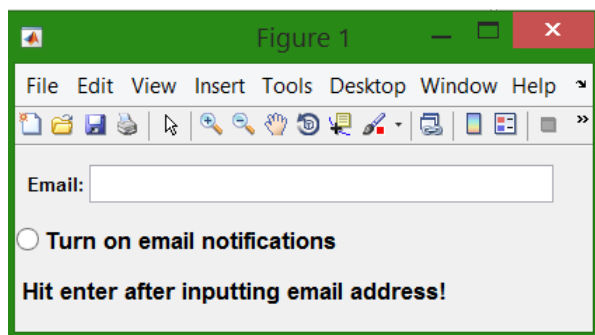 Figure 1
File Edit View Insert Tools Desktop Window Help
Email:
Turn on email notifications
Hit enter after inputting email address!